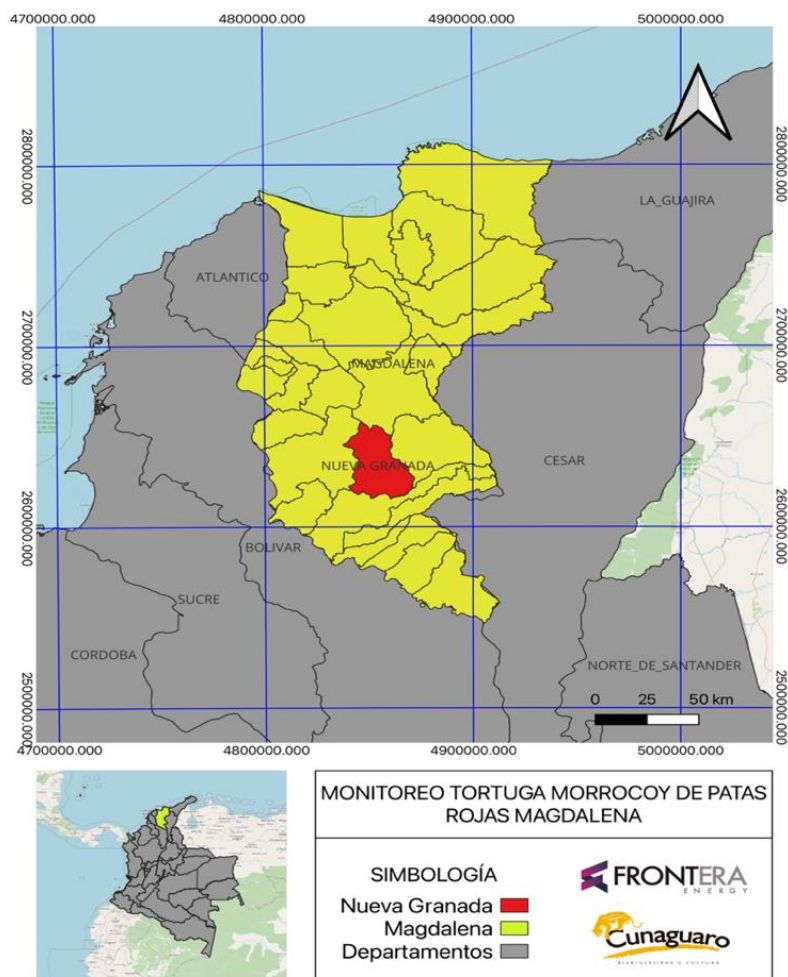 4700000.000 4800000.000 4900000.000 5000000.000
2800000.000 2800000.000
LA_GUAJIRA
ATLANTICO
2700000.000 2700000.000
MAGDALENA
NUEVA GRANADA
CESAR
2600000.000 2600000.000
BOLIVAR
SUCRE
CORDOBA
NORTE_DE_SANTANDER
2500000.000 2500000.000
0 25 50 km
4700000.000 4800000.000 4900000.000 5000000.000
MONITOREO TORTUGA MORROCOY DE PATAS
ROJAS MAGDALENA
SIMBOLOGÍA
Nueva Granada
Magdalena
Departamentos
FRONTERA
ENERGY
Cunaguaro
BIODIVERSIDAD Y CULTURA